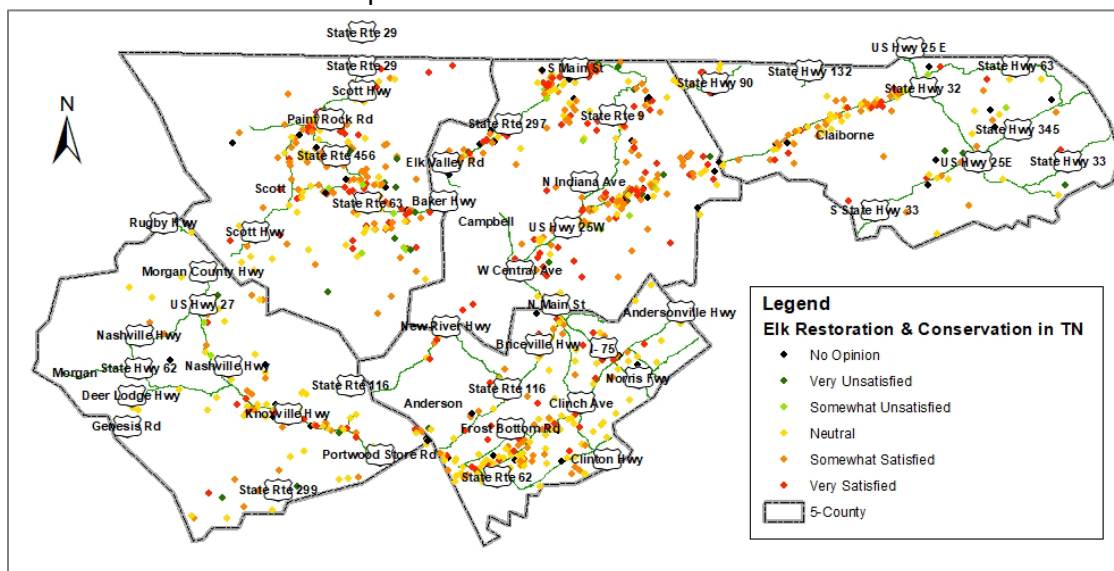 State Rte 29
State Rte 29
Scott Hwy
Paint Rock Rd
State Rte 456
Scott
State Rte 63
Scott Hwy
Rugby Hwy
N
S Main St
State Rte 297
State Rte 9
Elk Valley Rd
N Indiana Ave
Baker Hwy
Campbell
US Hwy 25W
W Central Ave
State Hwy 90
State Hwy 132
US Hwy 25 E
State Hwy 63
State Hwy 32
Claiborne
State Hwy 345
US Hwy 25E
State Hwy 33
S State Hwy 33
Morgan County Hwy
US Hwy 27
Nashville Hwy
State Hwy 62
Morgan
Nashville Hwy
Deer Lodge Hwy
Genesis Rd
Knoxville Hwy
Portwood Store Rd
State Rte 299
State Rte 116
New River Hwy
N Main St
Andersonville Hwy
Briceville Hwy
I- 75
Norris Fwy
State Rte 116
Anderson
Clinch Ave
Frost Bottom Rd
Clinton Hwy
State Rte 62
Legend
Elk Restoration & Conservation in TN
No Opinion
Very Unsatisfied
Somewhat Unsatisfied
Neutral
Somewhat Satisfied
Very Satisfied
5-County